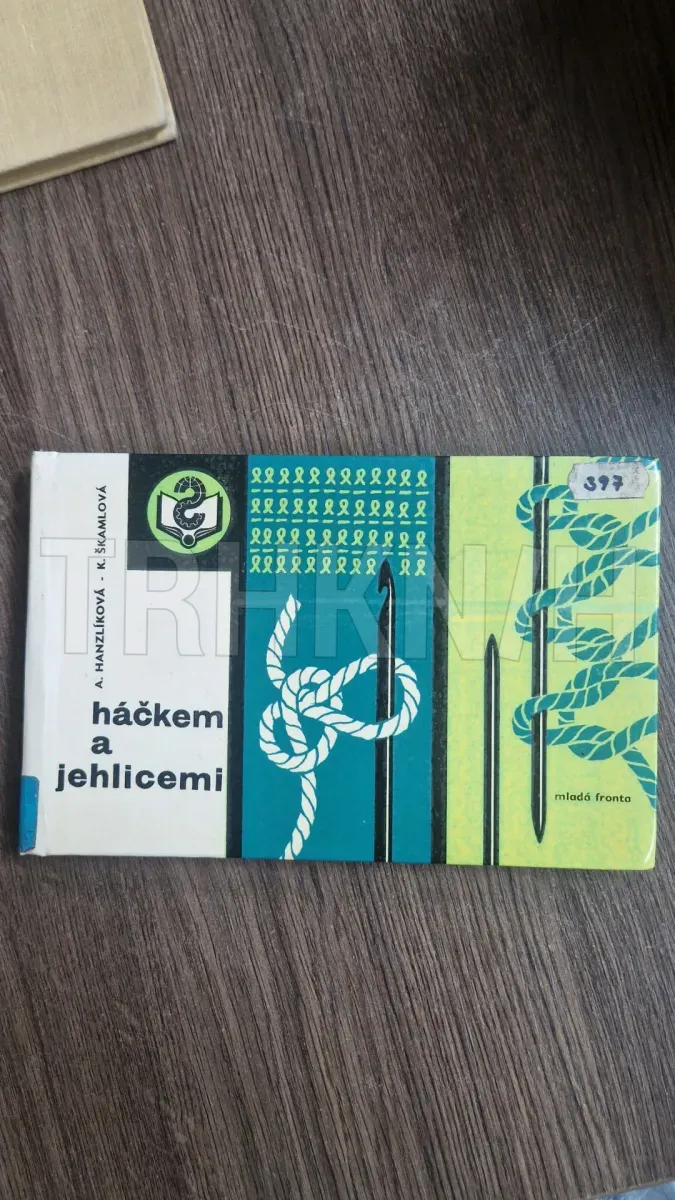 A. HANZLÍKOVÁ - K. ŠKAMLOVÁ
háčkem
a
jehlicemi
397
mladá fronta
TRHKNIH